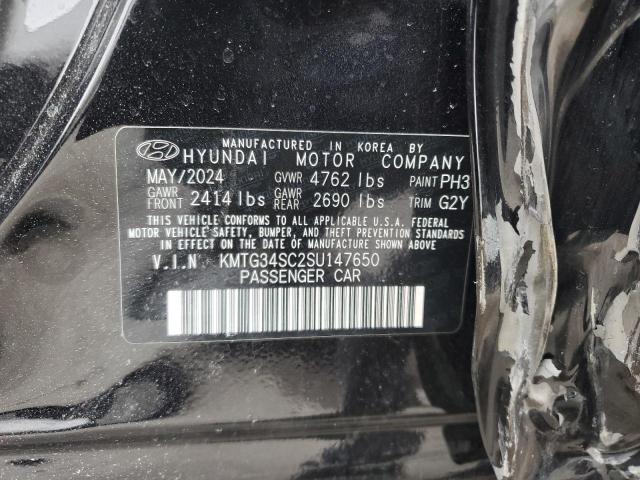 MANUFACTURED IN KOREA BY
HYUNDAI MOTOR COMPANY
MAY/2024 GVWR 4762 lbs PAINT PH3
GAWR FRONT 2414 lbs GAWR REAR 2690 lbs TRIM G2Y
THIS VEHICLE CONFORMS TO ALL APPLICABLE U.S.A. FEDERAL
MOTOR VEHICLE SAFETY, BUMPER, AND THEFT PREVENTION
STANDARDS IN EFFECT ON THE DATE OF MANUFACTURE SHOWN ABOVE.
V.I.N KMTG34SC2SU147650
PASSENGER CAR